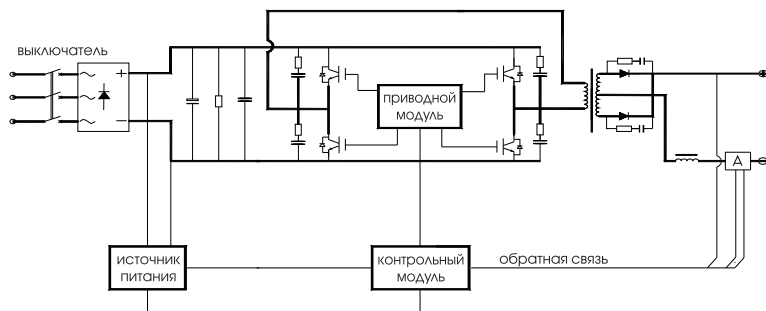 выключатель
+
−
приводной
модуль
А
источник
питания
контрольный
модуль
обратная связь